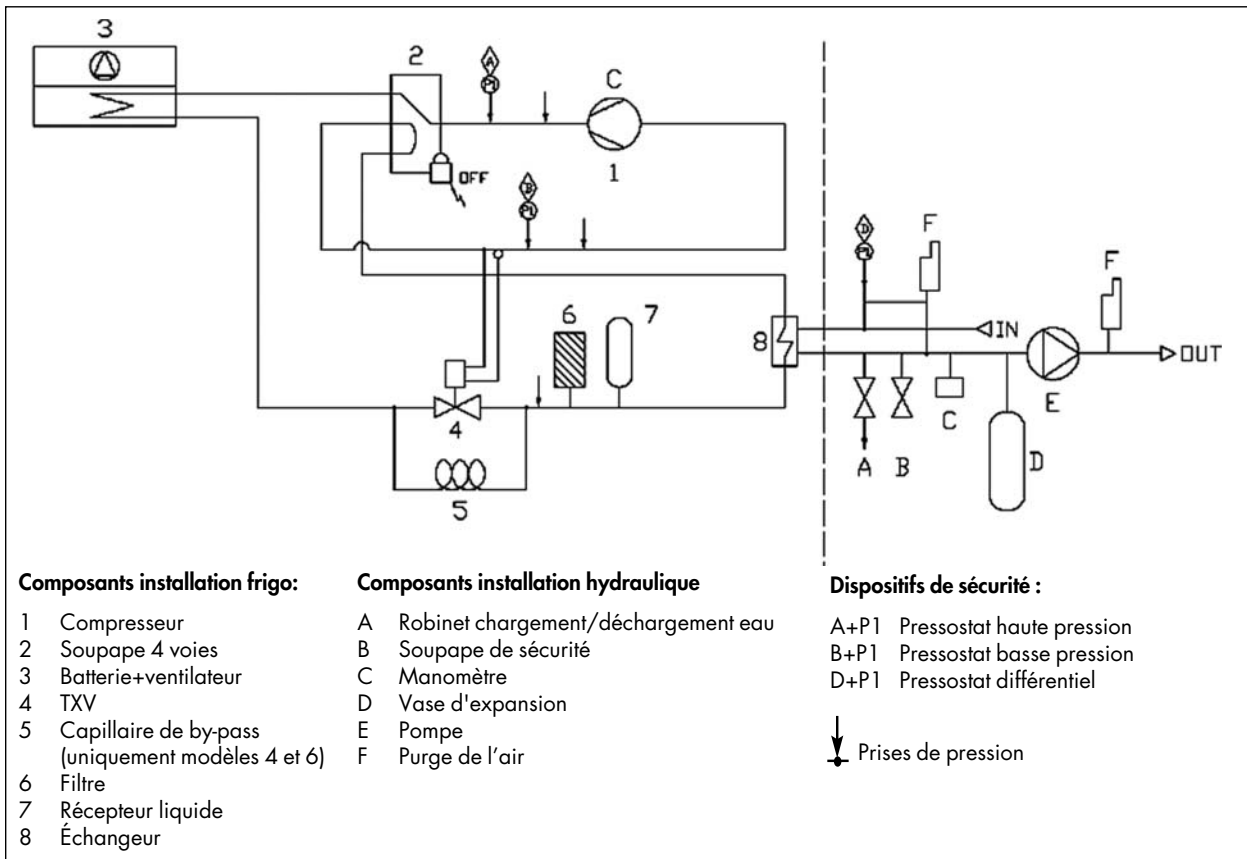 3
2
A
P1
C
1
OFF
B
P1
D
P1
F
F
6
7
8
IN
OUT
4
5
A
B
C
D
E
Composants installation frigo:
1 Compresseur
2 Soupape 4 voies
3 Batterie+ventilateur
4 TXV
5 Capillaire de by-pass
(uniquement modèles 4 et 6)
6 Filtre
7 Récepteur liquide
8 Échangeur
Composants installation hydraulique
A Robinet chargement/déchargement eau
B Soupape de sécurité
C Manomètre
D Vase d'expansion
E Pompe
F Purge de l’air
Dispositifs de sécurité :
A+P1 Pressostat haute pression
B+P1 Pressostat basse pression
D+P1 Pressostat différentiel
Prises de pression